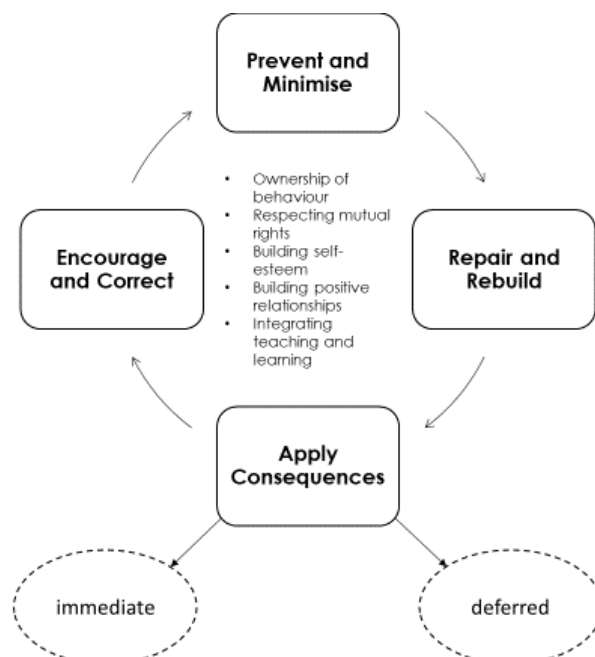 Prevent and
Minimise
• Ownership of
behaviour
• Respecting mutual
rights
• Building self-
esteem
• Building positive
relationships
• Integrating
teaching and
learning
Encourage
and Correct
Repair and
Rebuild
Apply
Consequences
immediate
deferred